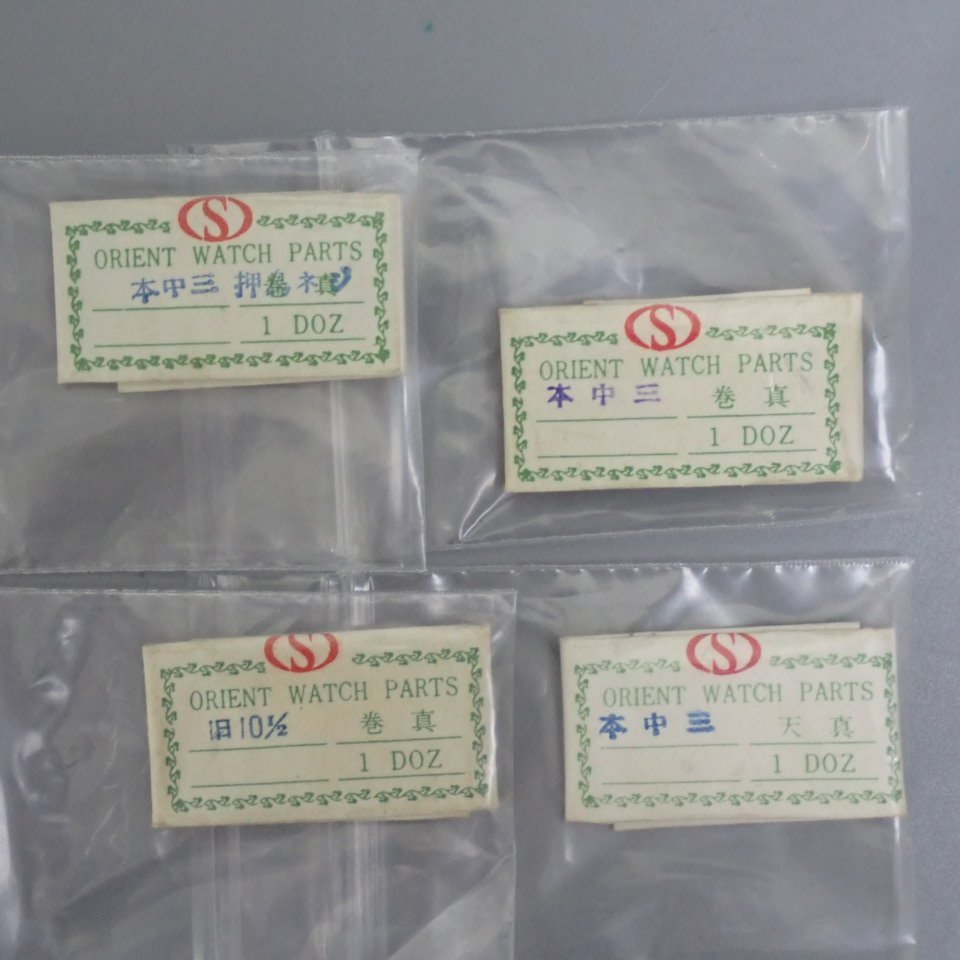 S
ORIENT WATCH PARTS
本中三 押 ネジ
1 DOZ
S
ORIENT WATCH PARTS
本中三 巻真
1 DOZ
S
ORIENT WATCH PARTS
旧10½ 巻真
1 DOZ
S
ORIENT WATCH PARTS
本中三 天真
1 DOZ